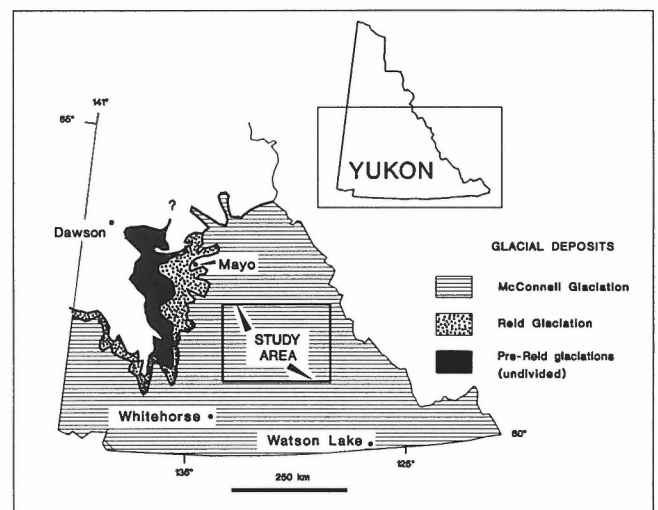 141°
65°
YUKON
?
Dawson
Mayo
GLACIAL DEPOSITS
McConnell Glaciation
Reid Glaciation
Pre-Reid glaciations
(undivided)
STUDY
AREA
Whitehorse
Watson Lake
60°
135°
125°
250 km